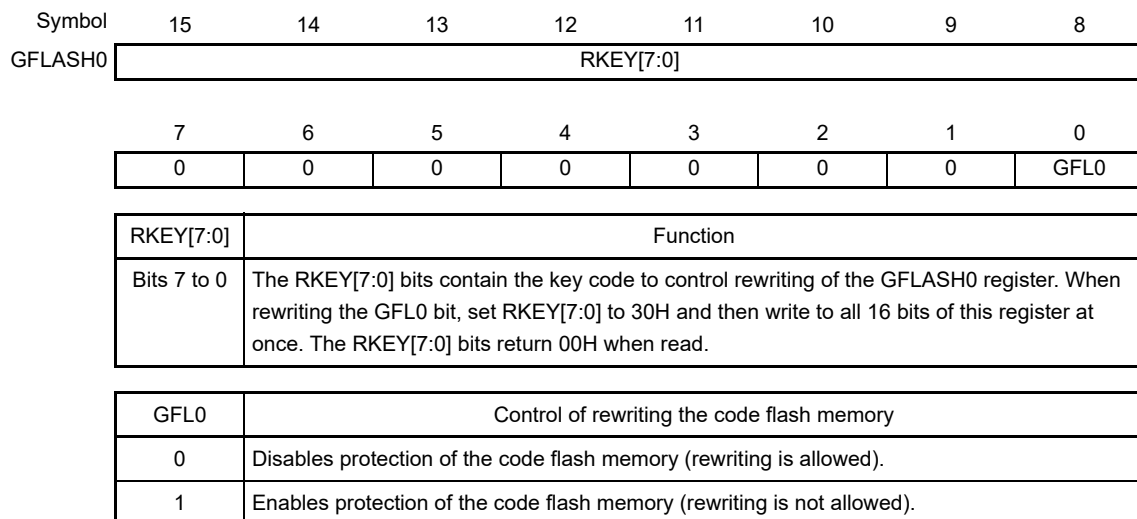 Symbol 15 14 13 12 11 10 9 8
GFLASH0 RKEY[7:0]
7 6 5 4 3 2 1 0
0 0 0 0 0 0 0 GFL0
RKEY[7:0] Function
Bits 7 to 0 The RKEY[7:0] bits contain the key code to control rewriting of the GFLASH0 register. When
rewriting the GFL0 bit, set RKEY[7:0] to 30H and then write to all 16 bits of this register at
once. The RKEY[7:0] bits return 00H when read.
GFL0 Control of rewriting the code flash memory
0 Disables protection of the code flash memory (rewriting is allowed).
1 Enables protection of the code flash memory (rewriting is not allowed).